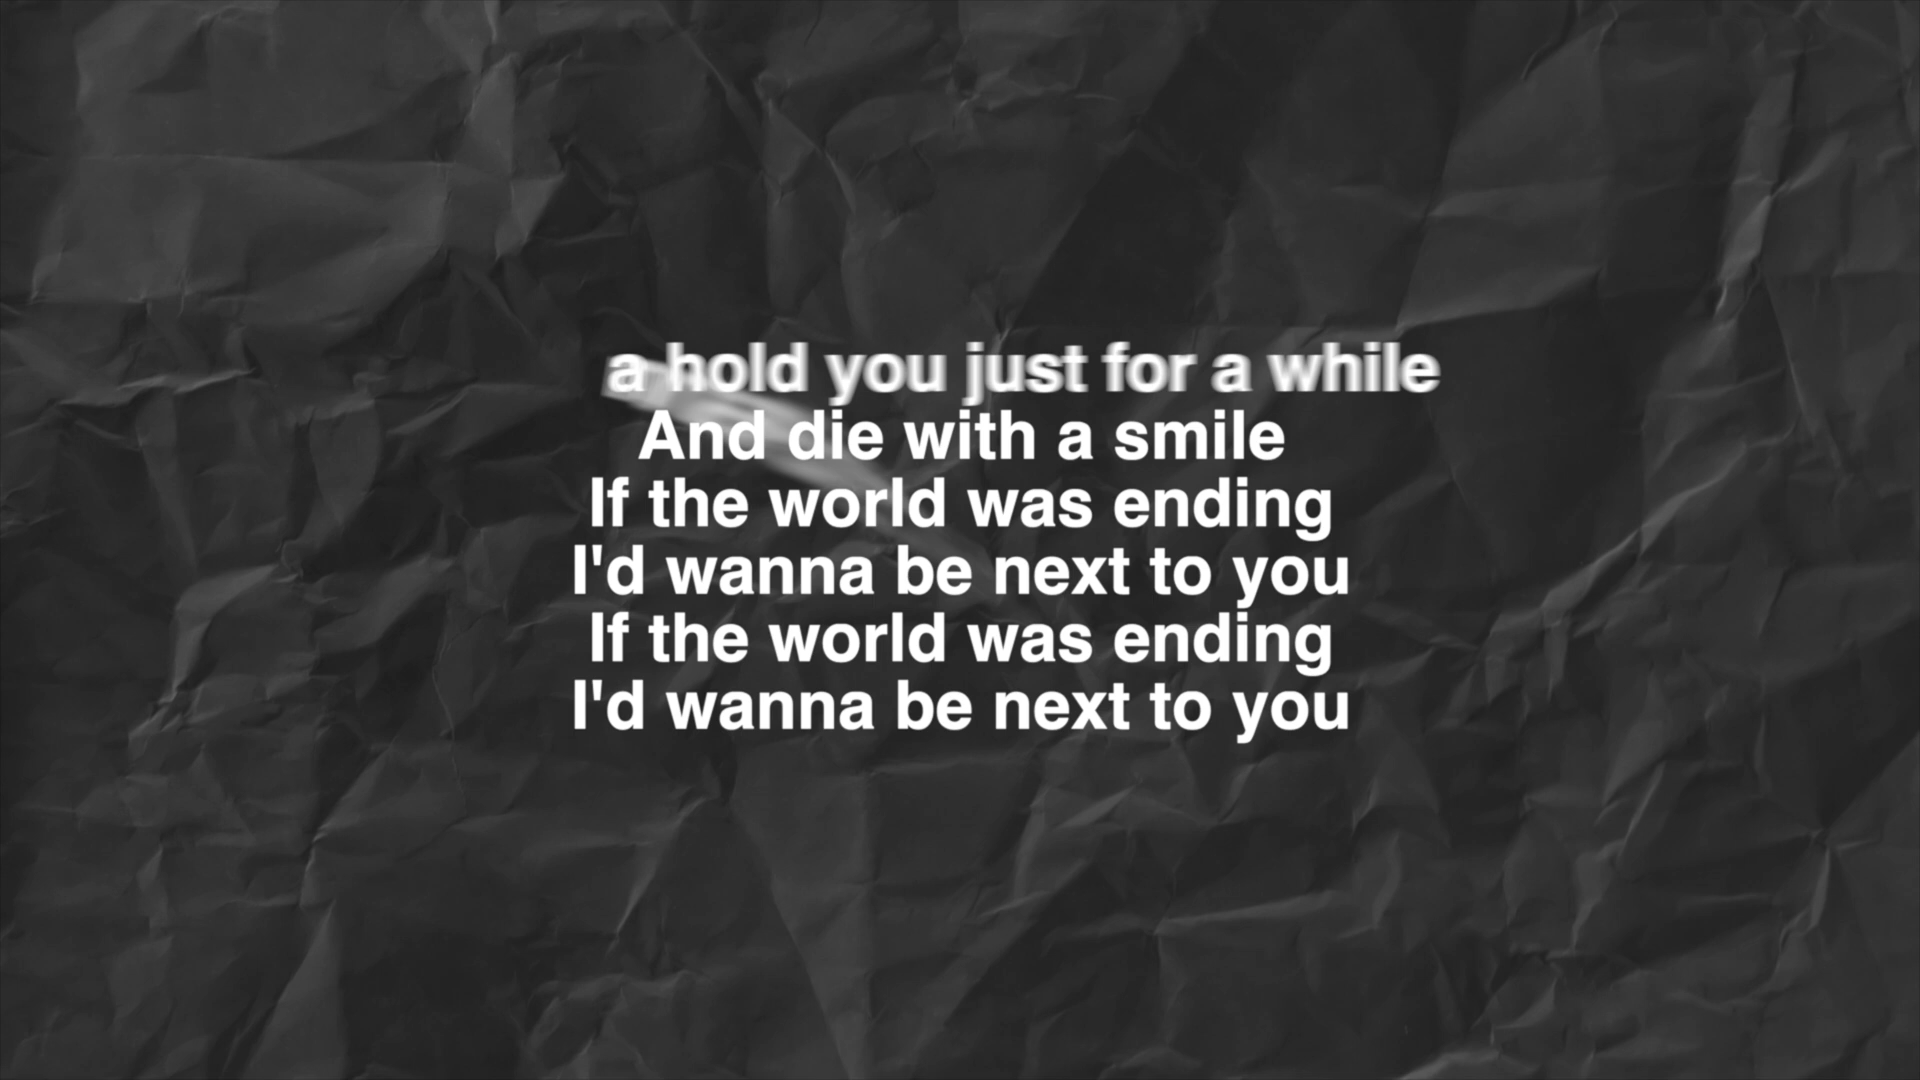 a hold you just for a while
And die with a smile
If the world was ending
I'd wanna be next to you
If the world was ending
I'd wanna be next to you